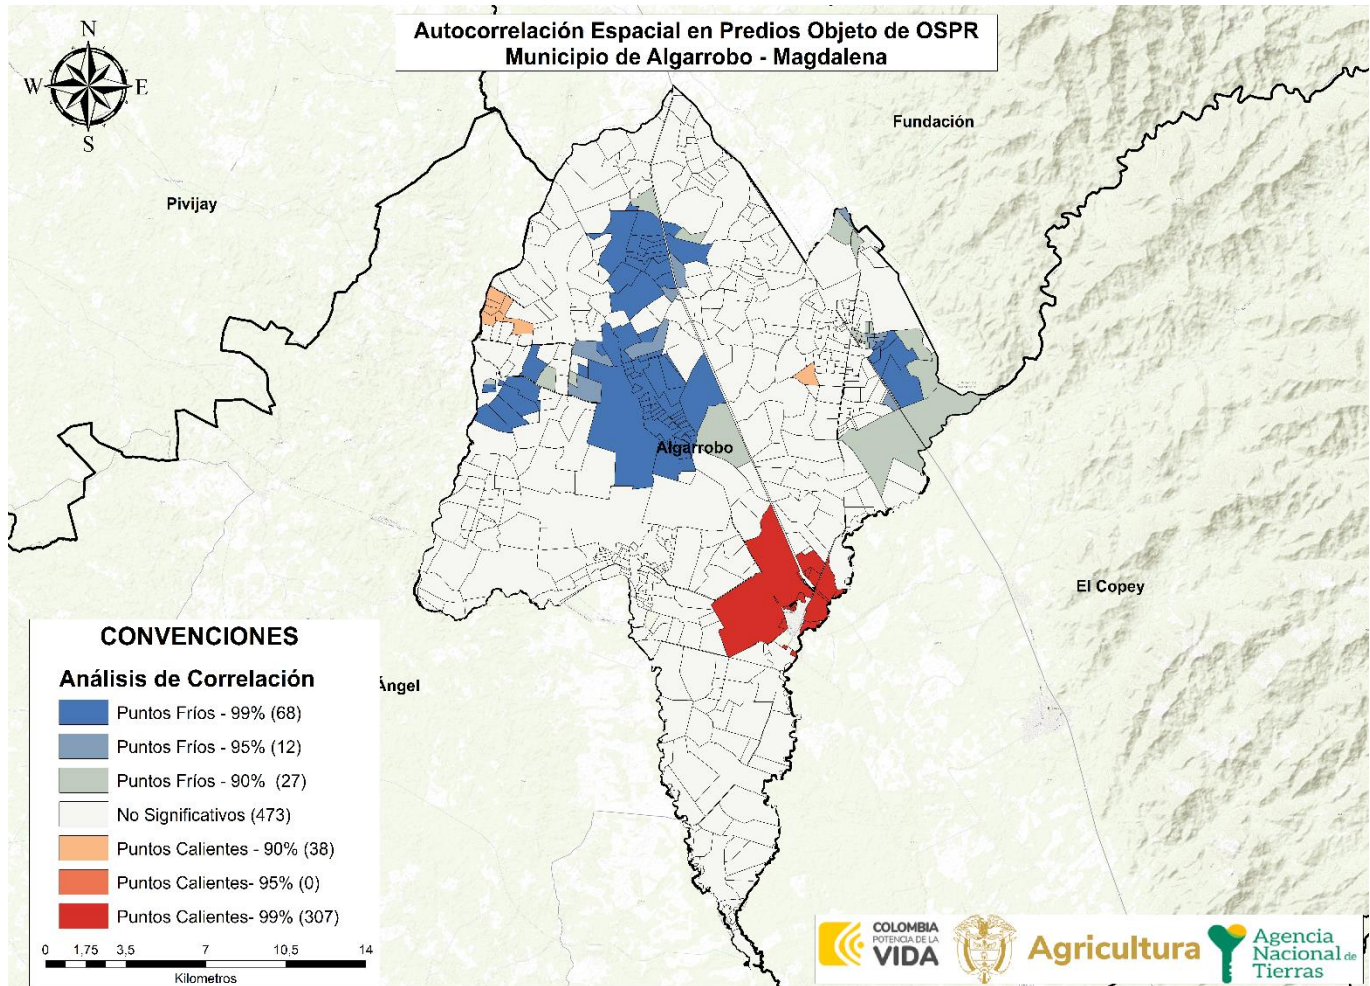 Autocorrelación Espacial en Predios Objeto de OSPR
Municipio de Algarrobo - Magdalena
N
W
E
S
Fundación
Pivijay
Algarrobo
El Copey
Ángel
CONVENCIONES
Análisis de Correlación
Puntos Fríos - 99% (68)
Puntos Fríos - 95% (12)
Puntos Fríos - 90% (27)
No Significativos (473)
Puntos Calientes - 90% (38)
Puntos Calientes- 95% (0)
Puntos Calientes- 99% (307)
0 1,75 3,5 7 10,5 14
Kilometros
COLOMBIA
POTENCIA DE LA
VIDA
Agricultura
Agencia
Nacional de
Tierras